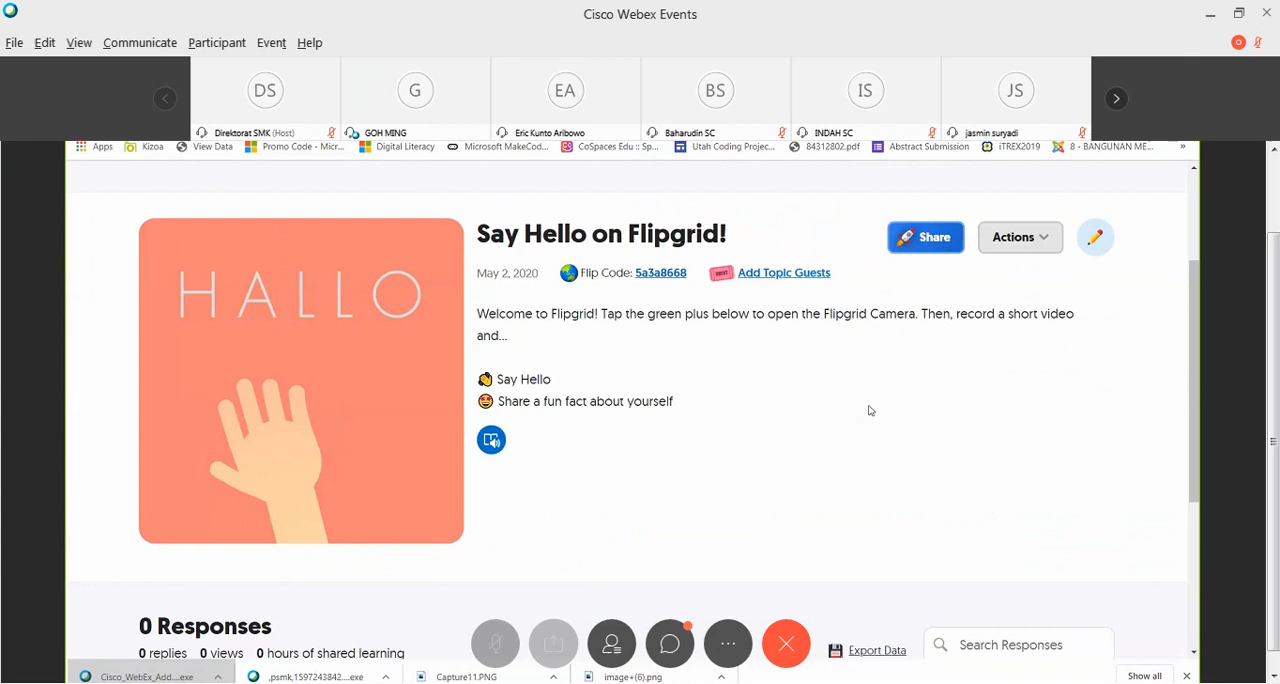 Cisco Webex Events
File Edit View Communicate Participant Event Help
DS G EA BS IS JS
Direktorat SMK (Host) GOH MING Eric Kunto Aribowo Baharudin SC INDAH SC jasmin suryadi
Apps Kizoa View Data Promo Code - Micr... Digital Literacy Microsoft MakeCod... CoSpaces Edu :: Sp... Utah Coding Projec... 84312802.pdf Abstract Submission iTREX2019 8 - BANGUNAN ME... »
HALLO
Say Hello on Flipgrid!
Share Actions
May 2, 2020 Flip Code: 5a3a8668 Add Topic Guests
Welcome to Flipgrid! Tap the green plus below to open the Flipgrid Camera. Then, record a short video
and...
Say Hello
Share a fun fact about yourself
0 Responses
0 replies 0 views 0 hours of shared learning
Export Data Search Responses
Cisco_WebEx_Add....exe ,psmk,1597243842....exe Capture11.PNG image+(6).png Show all